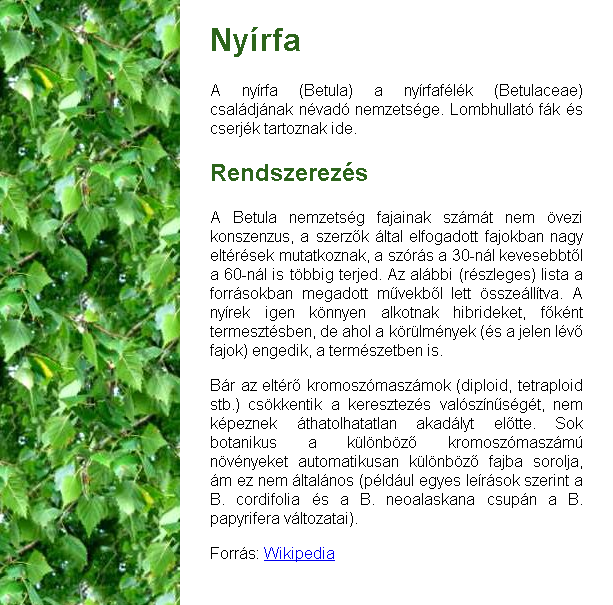 Nyírfa
A nyírfa (Betula) a nyírfafélék (Betulaceae)
családjának névadó nemzetsége. Lombhullató fák és
cserjék tartoznak ide.
Rendszerezés
A Betula nemzetség fajainak számát nem övezi
konszenzus, a szerzők által elfogadott fajokban nagy
eltérések mutatkoznak, a szórás a 30-nál kevesebbtől
a 60-nál is többig terjed. Az alábbi (részleges) lista a
forrásokban megadott művekből lett összeállítva. A
nyírek igen könnyen alkotnak hibrideket, főként
termesztésben, de ahol a körülmények (és a jelen lévő
fajok) engedik, a természetben is.
Bár az eltérő kromoszómaszámok (diploid, tetraploid
stb.) csökkentik a keresztezés valószínűségét, nem
képeznek áthatolhatatlan akadályt előtte. Sok
botanikus a különböző kromoszómaszámú
növényeket automatikusan különböző fajba sorolja,
ám ez nem általános (például egyes leírások szerint a
B. cordifolia és a B. neoalaskana csupán a B.
papyrifera változatai).
Forrás: Wikipedia